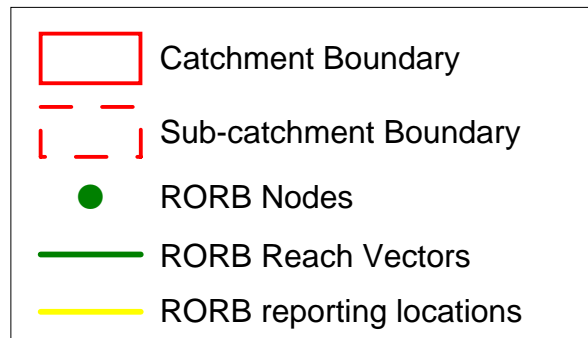 Catchment Boundary
Sub-catchment Boundary
RORB Nodes
RORB Reach Vectors
RORB reporting locations